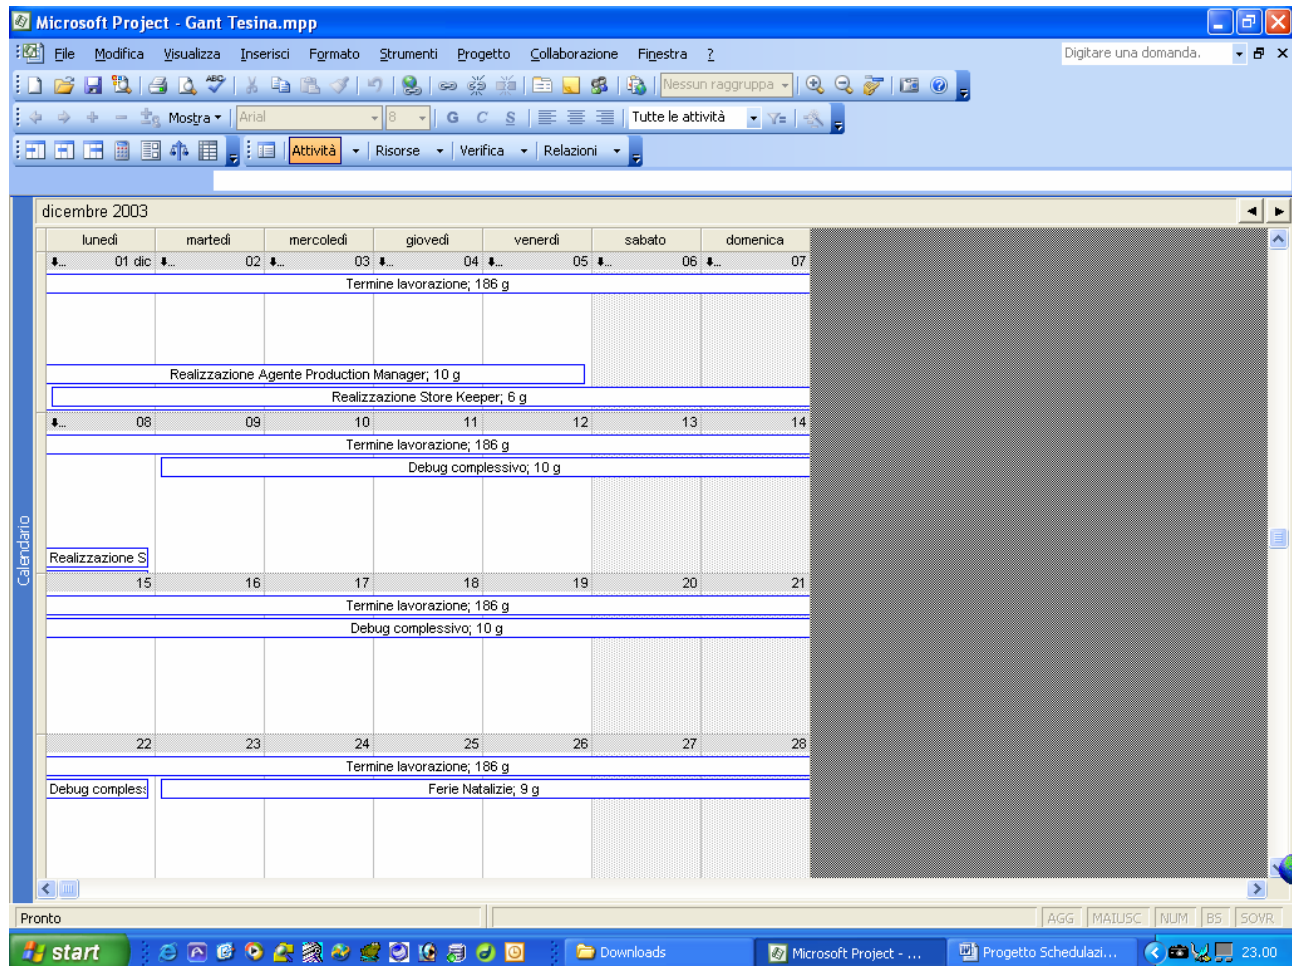 Microsoft Project - Gant Tesina.mpp
File Modifica Visualizza Inserisci Formato Strumenti Progetto Collaborazione Finestra ? Digitare una domanda.
Nessun raggruppa
Mostra Arial 8 G C S Tutte le attività
Attività Risorse Verifica Relazioni
dicembre 2003
lunedì martedì mercoledì giovedì venerdì sabato domenica
... 01 dic ... 02 ... 03 ... 04 ... 05 ... 06 ... 07
Termine lavorazione; 186 g
Realizzazione Agente Production Manager; 10 g
Realizzazione Store Keeper; 6 g
... 08 09 10 11 12 13 14
Termine lavorazione; 186 g
Debug complessivo; 10 g
Calendario
Realizzazione S
15 16 17 18 19 20 21
Termine lavorazione; 186 g
Debug complessivo; 10 g
22 23 24 25 26 27 28
Termine lavorazione; 186 g
Debug comples Ferie Natalizie; 9 g
Pronto AGG MAIUSC NUM BS SOVR
start Downloads Microsoft Project - ... Progetto Schedulazi... 23.00